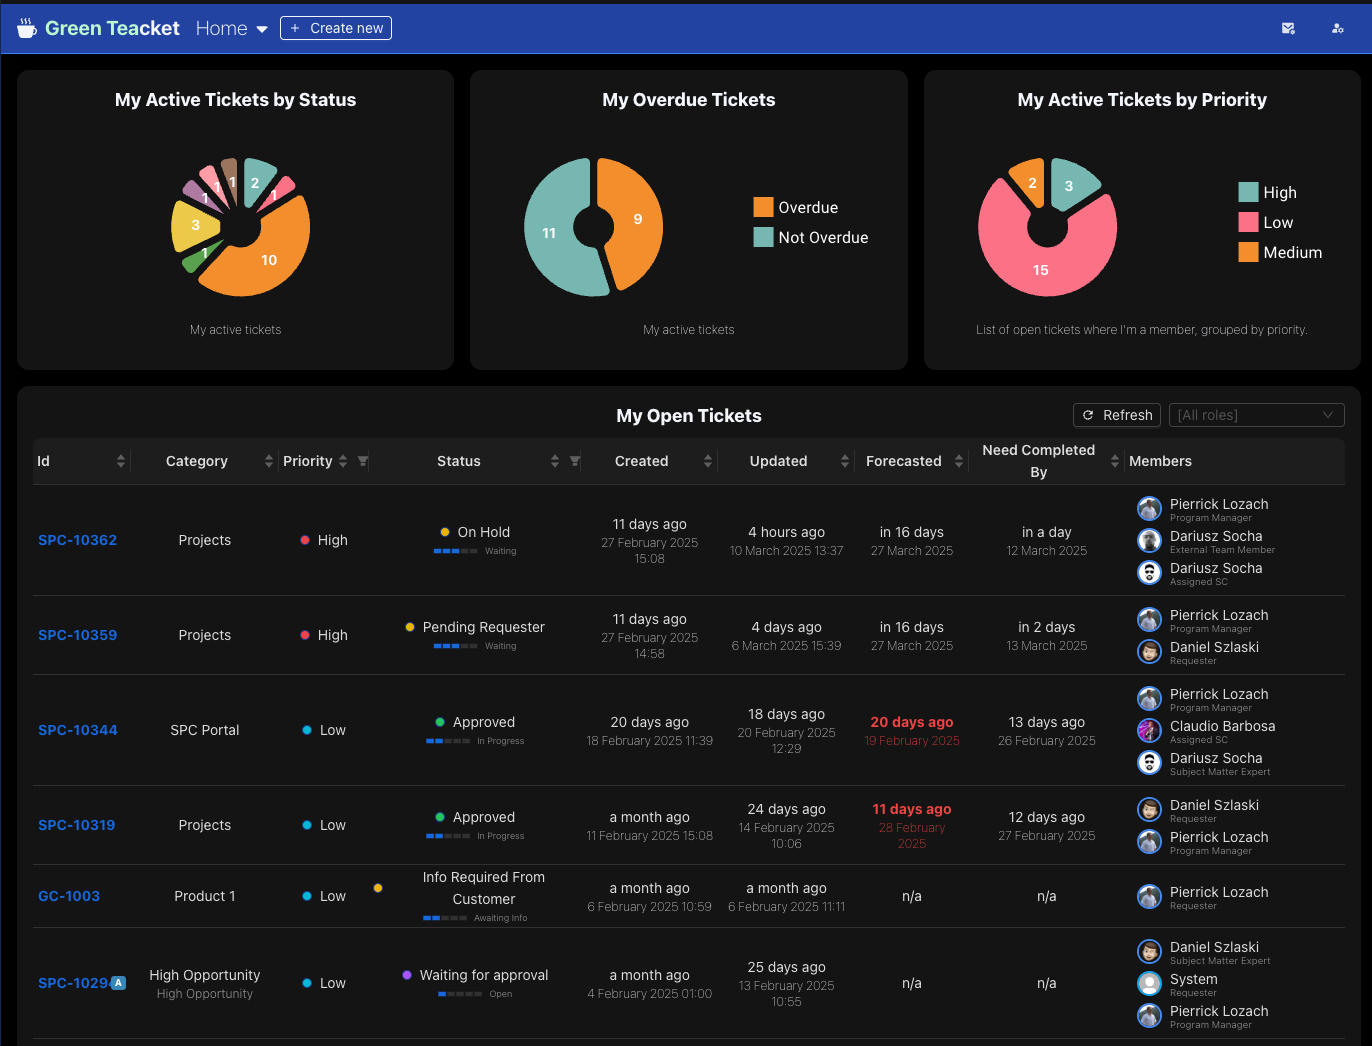 Green Teacket Home + Create new
My Active Tickets by Status
2
1
10
1
3
1
1
1
My active tickets
My Overdue Tickets
9
11
Overdue
Not Overdue
My active tickets
My Active Tickets by Priority
2
3
15
High
Low
Medium
List of open tickets where I'm a member, grouped by priority.
My Open Tickets
Refresh
[All roles]
Id Category Priority Status Created Updated Forecasted Need Completed By Members
SPC-10362
Projects
High
On Hold
Waiting
11 days ago
27 February 2025
15:08
4 hours ago
10 March 2025 13:37
in 16 days
27 March 2025
in a day
12 March 2025
Pierrick Lozach
Program Manager
Dariusz Socha
External Team Member
Dariusz Socha
Assigned SC
SPC-10359
Projects
High
Pending Requester
Waiting
11 days ago
27 February 2025
14:58
4 days ago
6 March 2025 15:39
in 16 days
27 March 2025
in 2 days
13 March 2025
Pierrick Lozach
Program Manager
Daniel Szlaski
Requester
SPC-10344
SPC Portal
Low
Approved
In Progress
20 days ago
18 February 2025 11:39
18 days ago
20 February 2025
12:29
20 days ago
19 February 2025
13 days ago
26 February 2025
Pierrick Lozach
Program Manager
Claudio Barbosa
Assigned SC
Dariusz Socha
Subject Matter Expert
SPC-10319
Projects
Low
Approved
In Progress
a month ago
11 February 2025 15:08
24 days ago
14 February 2025
10:06
11 days ago
28 February
2025
12 days ago
27 February 2025
Daniel Szlaski
Requester
Pierrick Lozach
Program Manager
GC-1003
Product 1
Low
Info Required From
Customer
Awaiting Info
a month ago
6 February 2025 10:59
a month ago
6 February 2025 11:11
n/a
n/a
Pierrick Lozach
Requester
SPC-1029
A
High Opportunity
High Opportunity
Low
Waiting for approval
Open
a month ago
4 February 2025 01:00
25 days ago
13 February 2025
10:55
n/a
n/a
Daniel Szlaski
Subject Matter Expert
System
Requester
Pierrick Lozach
Program Manager